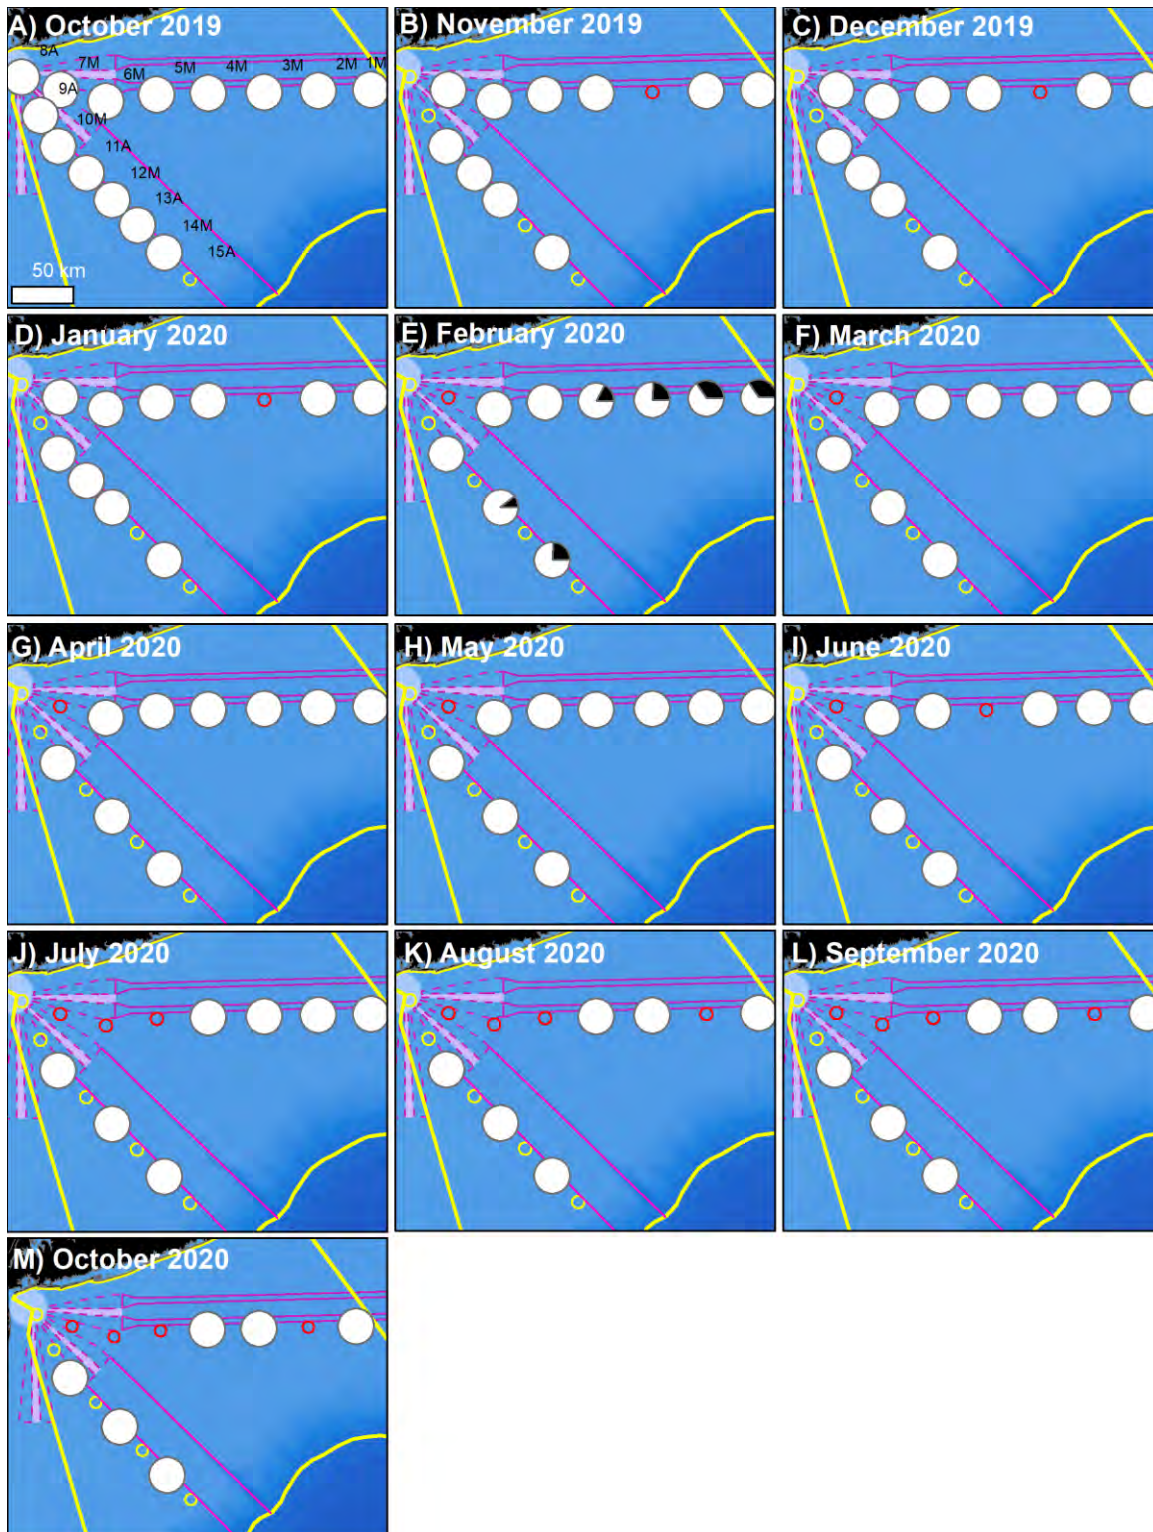 A) October 2019
8A
7M
6M
5M
4M
3M
2M
1M
9A
10M
11A
12M
13A
14M
15A
50 km
B) November 2019
C) December 2019
D) January 2020
E) February 2020
F) March 2020
G) April 2020
H) May 2020
I) June 2020
J) July 2020
K) August 2020
L) September 2020
M) October 2020